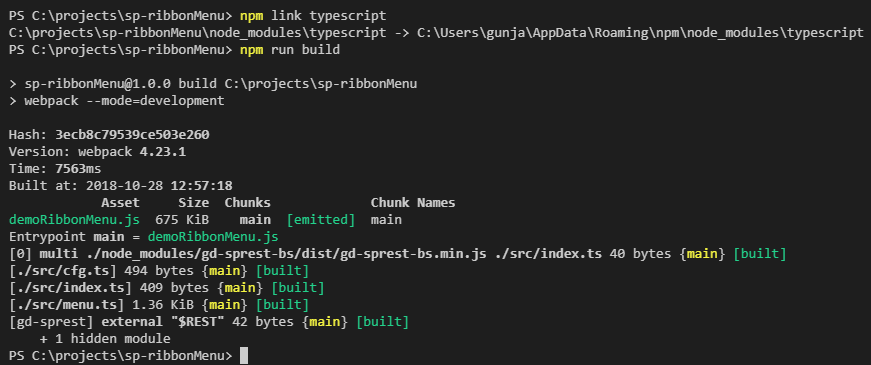 PS C:\projects\sp-ribbonMenu> npm link typescript
C:\projects\sp-ribbonMenu\node_modules\typescript -> C:\Users\gunja\AppData\Roaming\npm\node_modules\typescript
PS C:\projects\sp-ribbonMenu> npm run build
> sp-ribbonMenu@1.0.0 build C:\projects\sp-ribbonMenu
> webpack --mode=development
Hash: 3ecb8c79539ce503e260
Version: webpack 4.23.1
Time: 7563ms
Built at: 2018-10-28 12:57:18
Asset Size Chunks Chunk Names
demoRibbonMenu.js 675 KiB main [emitted] main
Entrypoint main = demoRibbonMenu.js
[0] multi ./node_modules/gd-sprest-bs/dist/gd-sprest-bs.min.js ./src/index.ts 40 bytes {main} [built]
[./src/cfg.ts] 494 bytes {main} [built]
[./src/index.ts] 409 bytes {main} [built]
[./src/menu.ts] 1.36 KiB {main} [built]
[gd-sprest] external "$REST" 42 bytes {main} [built]
+ 1 hidden module
PS C:\projects\sp-ribbonMenu>